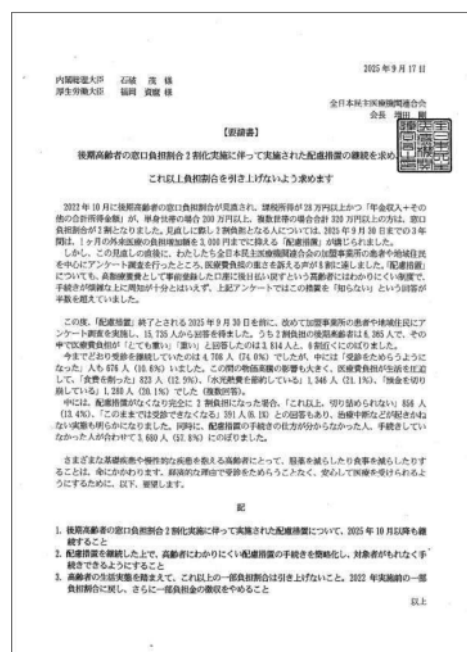 2025年9月17日
内閣総理大臣　石破　茂　様
厚生労働大臣　福岡　資麿　様
全日本民主医療機関連合会
会長　増田　剛
【要請書】
後期高齢者の窓口負担割合2割化実施に伴って実施された配慮措置の継続を求め、
これ以上負担割合を引き上げないよう求めます
2022年10月に後期高齢者の窓口負担割合が見直され、課税所得が28万円以上かつ「年金収入＋その
他の合計所得金額」が、単身世帯の場合200万円以上、複数世帯の場合合計320万円以上の方は、窓口
負担割合が2割となりました。見直しに際し2割負担となる人については、2025年9月30日までの3年
間は、1ヶ月の外来医療の負担増加額を3,000円までに抑える「配慮措置」が講じられました。
しかし、この見直しの直後に、わたしたち全日本民主医療機関連合会の加盟事業所の患者や地域住民
を中心にアンケート調査を行ったところ、医療費負担の重さを訴える声が8割に達しました。「配慮措置」
についても、高額療養費として事前登録した口座に後日払い戻すという高齢者にはわかりにくい制度で、
手続きが煩雑な上に周知が十分とはいえず、上記アンケートではこの措置を「知らない」という回答が
半数を超えていました。
この度、「配慮措置」終了とされる2025年9月30日を前に、改めて加盟事業所の患者や地域住民にア
ンケート調査を実施し、15,735人から回答を得ました。うち2割負担の後期高齢者は6,365人で、その
中で医療費負担が「とても重い」「重い」と回答したのは3,814人と、6割近くにのぼりました。
今までどおり受診を継続していたのは4,708人（74.0%）でしたが、中には「受診をためらうようにな
った」人も676人（10.6%）いました。この間の物価高騰の影響も大きく、医療費負担が生活を圧迫し
て、「食費を削った」823人（12.9%）、「水光熱費を節約している」1,346人（21.1%）、「預金を切り
崩している」1,280人（20.1%）でした（複数回答）。
中には、配慮措置がなくなり完全に2割負担になった場合、「これ以上、切り詰められない」856人
（13.4%）、「このままでは受診できなくなる」391人（6.1%）との回答もあり、治療中断などが起きかね
ない実態も明らかになりました。同時に、配慮措置の手続きの仕方が分からなかった人、手続きしてい
なかった人が合わせて3,680人（57.8%）にのぼりました。
さまざまな基礎疾患や慢性的な疾患を抱える高齢者にとって、服薬を減らしたり食事を減らしたりす
ることは、命にかかわります。経済的な理由で受診をためらうことなく、安心して医療を受けられるよ
うにするために、以下、要望します。
記
1. 後期高齢者の窓口負担割合2割化実施に伴って実施された配慮措置について、2025年10月以降も継
続すること
2. 配慮措置を継続した上で、高齢者にわかりにくい配慮措置の手続きを簡略化し、対象者がもれなく手
続きできるようにすること
3. 高齢者の生活実態を踏まえて、これ以上の一部負担割合は引き上げないこと。2022年実施前の一部
負担割合に戻し、さらに一部負担金の徴収をやめること
以上